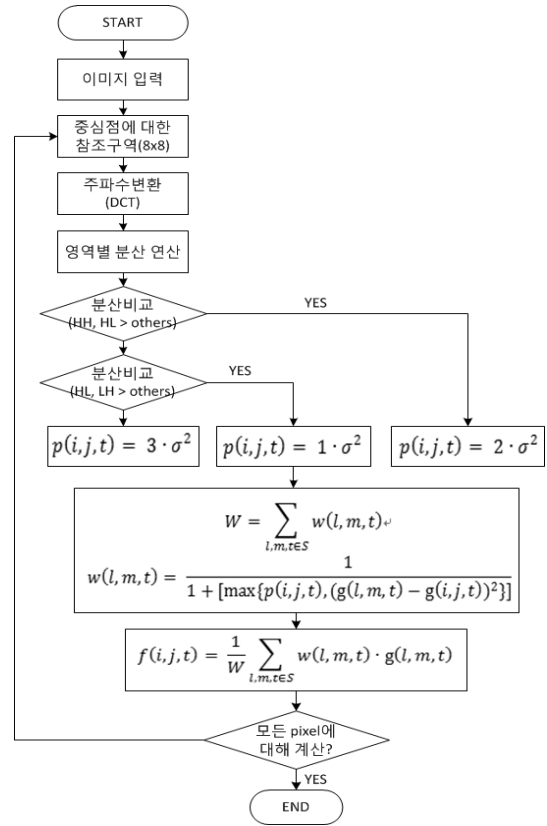 START
이미지 입력
중심점에 대한
참조구역(8x8)
주파수변환
(DCT)
영역별 분산 연산
분산비교
(HH, HL > others)
YES
분산비교
(HL, LH > others)
YES
p(i,j,t) = 3·σ²
p(i,j,t) = 1·σ²
p(i,j,t) = 2·σ²
W = ∑ w(l,m,t)↵
l,m,t∈S
w(l,m,t) = 1 / 1 + [max{p(i,j,t), (g(l,m,t) − g(i,j,t))²}]
f(i,j,t) = 1/W ∑ w(l,m,t)·g(l,m,t)
l,m,t∈S
모든 pixel에
대해 계산?
YES
END